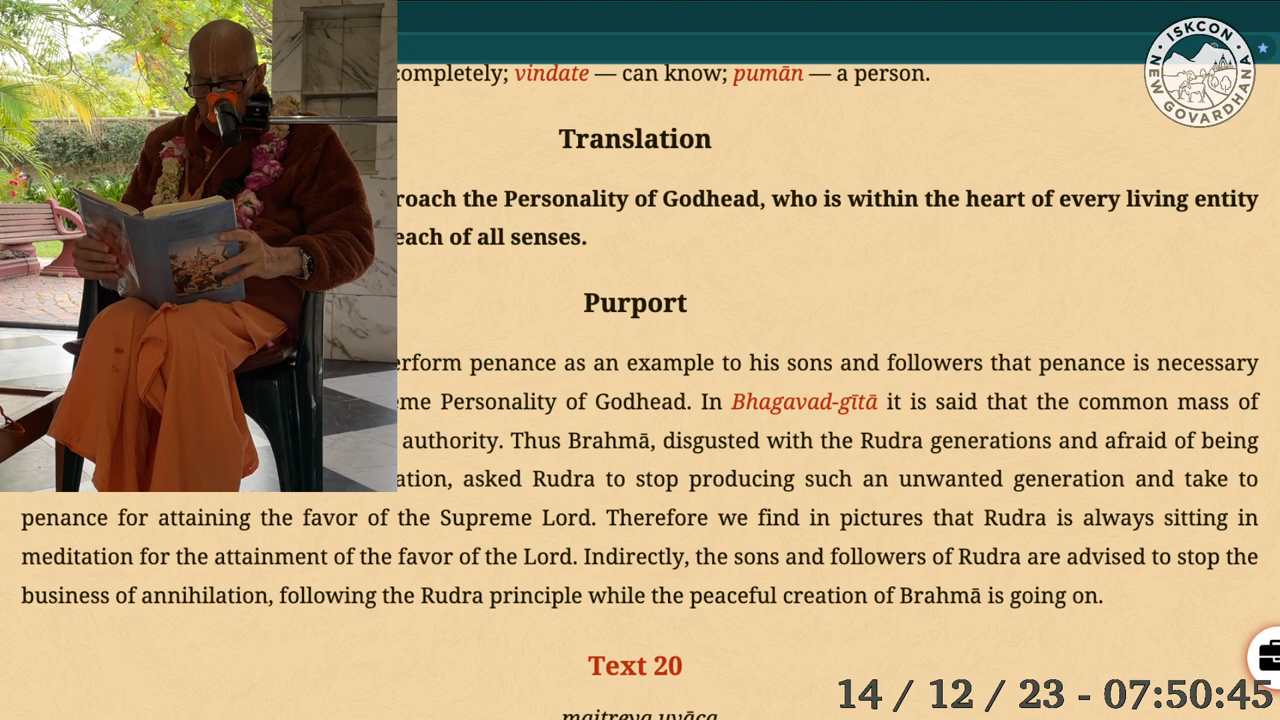 completely; vindate — can know; pumān — a person.
ISKCON
NEW GOVARDHANA
Translation
the Personality of Godhead, who is within the heart of every living entity
of all senses.
Purport
penance as an example to his sons and followers that penance is necessary
Personality of Godhead. In Bhagavad-gītā it is said that the common mass of
authority. Thus Brahmā, disgusted with the Rudra generations and afraid of being
asked Rudra to stop producing such an unwanted generation and take to
penance for attaining the favor of the Supreme Lord. Therefore we find in pictures that Rudra is always sitting in
meditation for the attainment of the favor of the Lord. Indirectly, the sons and followers of Rudra are advised to stop the
business of annihilation, following the Rudra principle while the peaceful creation of Brahmā is going on.
Text 20
maitreya uvāca
14 / 12 / 23 - 07:50:45